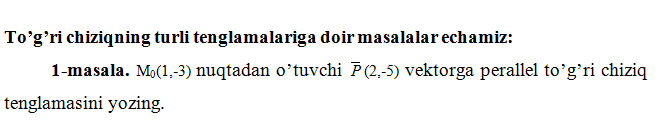 To’g’ri chiziqning turli tenglamalariga doir masalalar echamiz:
1-masala. M₀(1,-3) nuqtadan o’tuvchi P̅(2,-5) vektorga perallel to’g’ri chiziq
tenglamasini yozing.